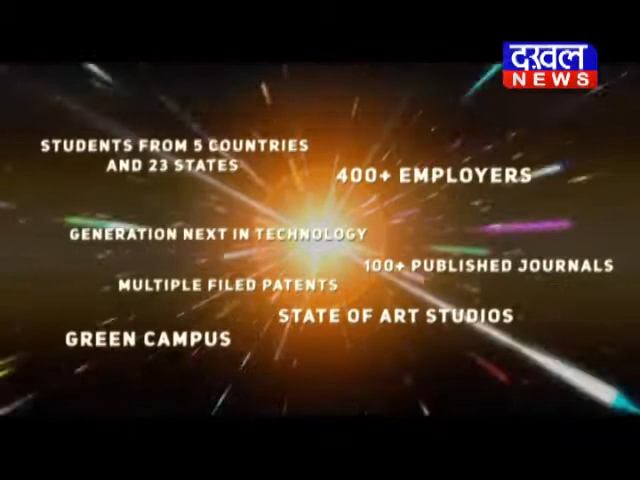 दख़ल
NEWS
STUDENTS FROM 5 COUNTRIES
AND 23 STATES
400+ EMPLOYERS
GENERATION NEXT IN TECHNOLOGY
100+ PUBLISHED JOURNALS
MULTIPLE FILED PATENTS
STATE OF ART STUDIOS
GREEN CAMPUS